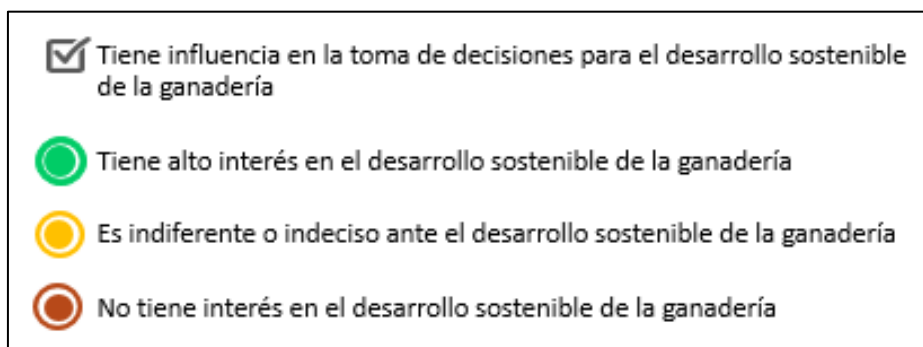 Tiene influencia en la toma de decisiones para el desarrollo sostenible
de la ganadería
Tiene alto interés en el desarrollo sostenible de la ganadería
Es indiferente o indeciso ante el desarrollo sostenible de la ganadería
No tiene interés en el desarrollo sostenible de la ganadería